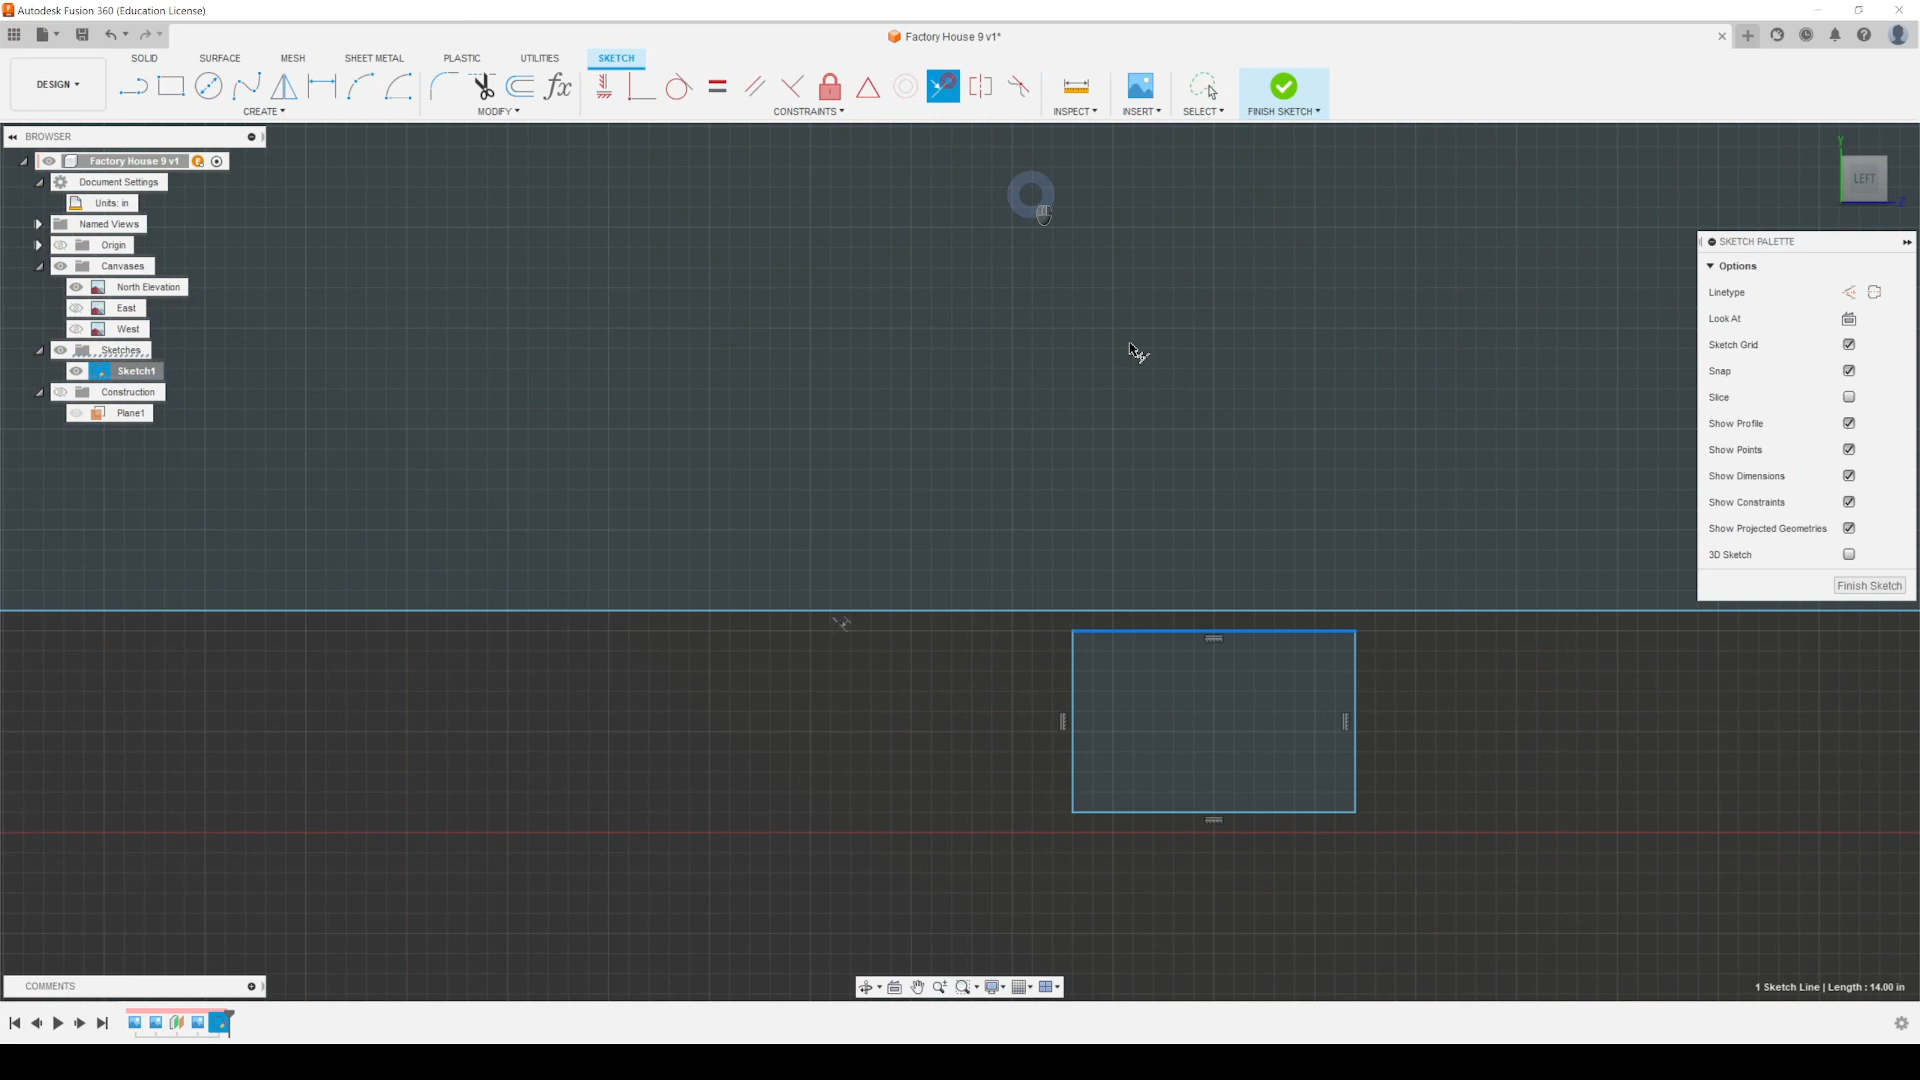 Autodesk Fusion 360 (Education License)
Factory House 9 v1*
SOLID SURFACE MESH SHEET METAL PLASTIC UTILITIES SKETCH
DESIGN
CREATE MODIFY CONSTRAINTS INSPECT INSERT SELECT FINISH SKETCH
BROWSER
Factory House 9 v1
Document Settings
Units: in
Named Views
Origin
Canvases
North Elevation
East
West
Sketches
Sketch1
Construction
Plane1
Y
LEFT
Z
SKETCH PALETTE
Options
Linetype
Look At
Sketch Grid
Snap
Slice
Show Profile
Show Points
Show Dimensions
Show Constraints
Show Projected Geometries
3D Sketch
Finish Sketch
COMMENTS
1 Sketch Line | Length : 14.00 in